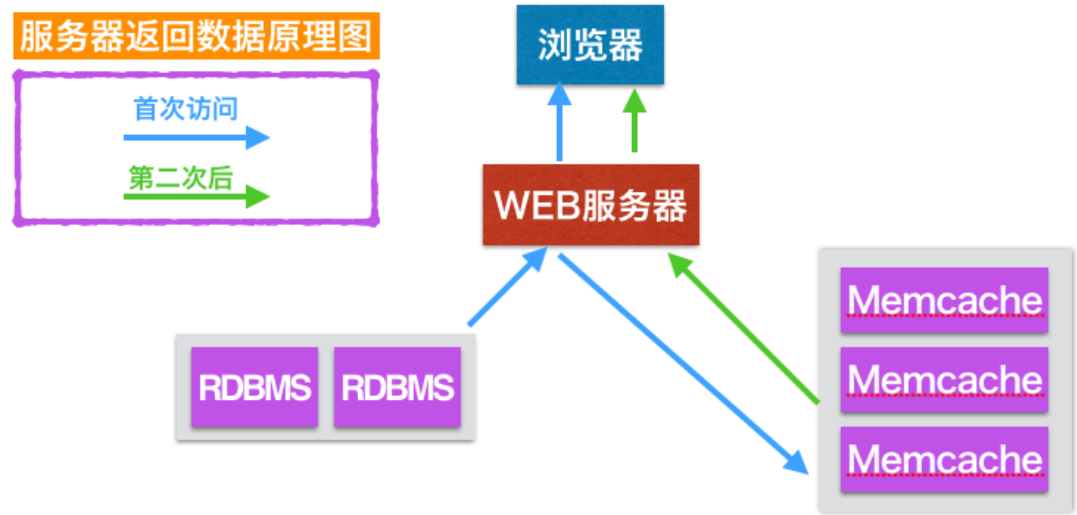 服务器返回数据原理图
首次访问
第二次后
浏览器
WEB服务器
RDBMS RDBMS
Memcache
Memcache
Memcache